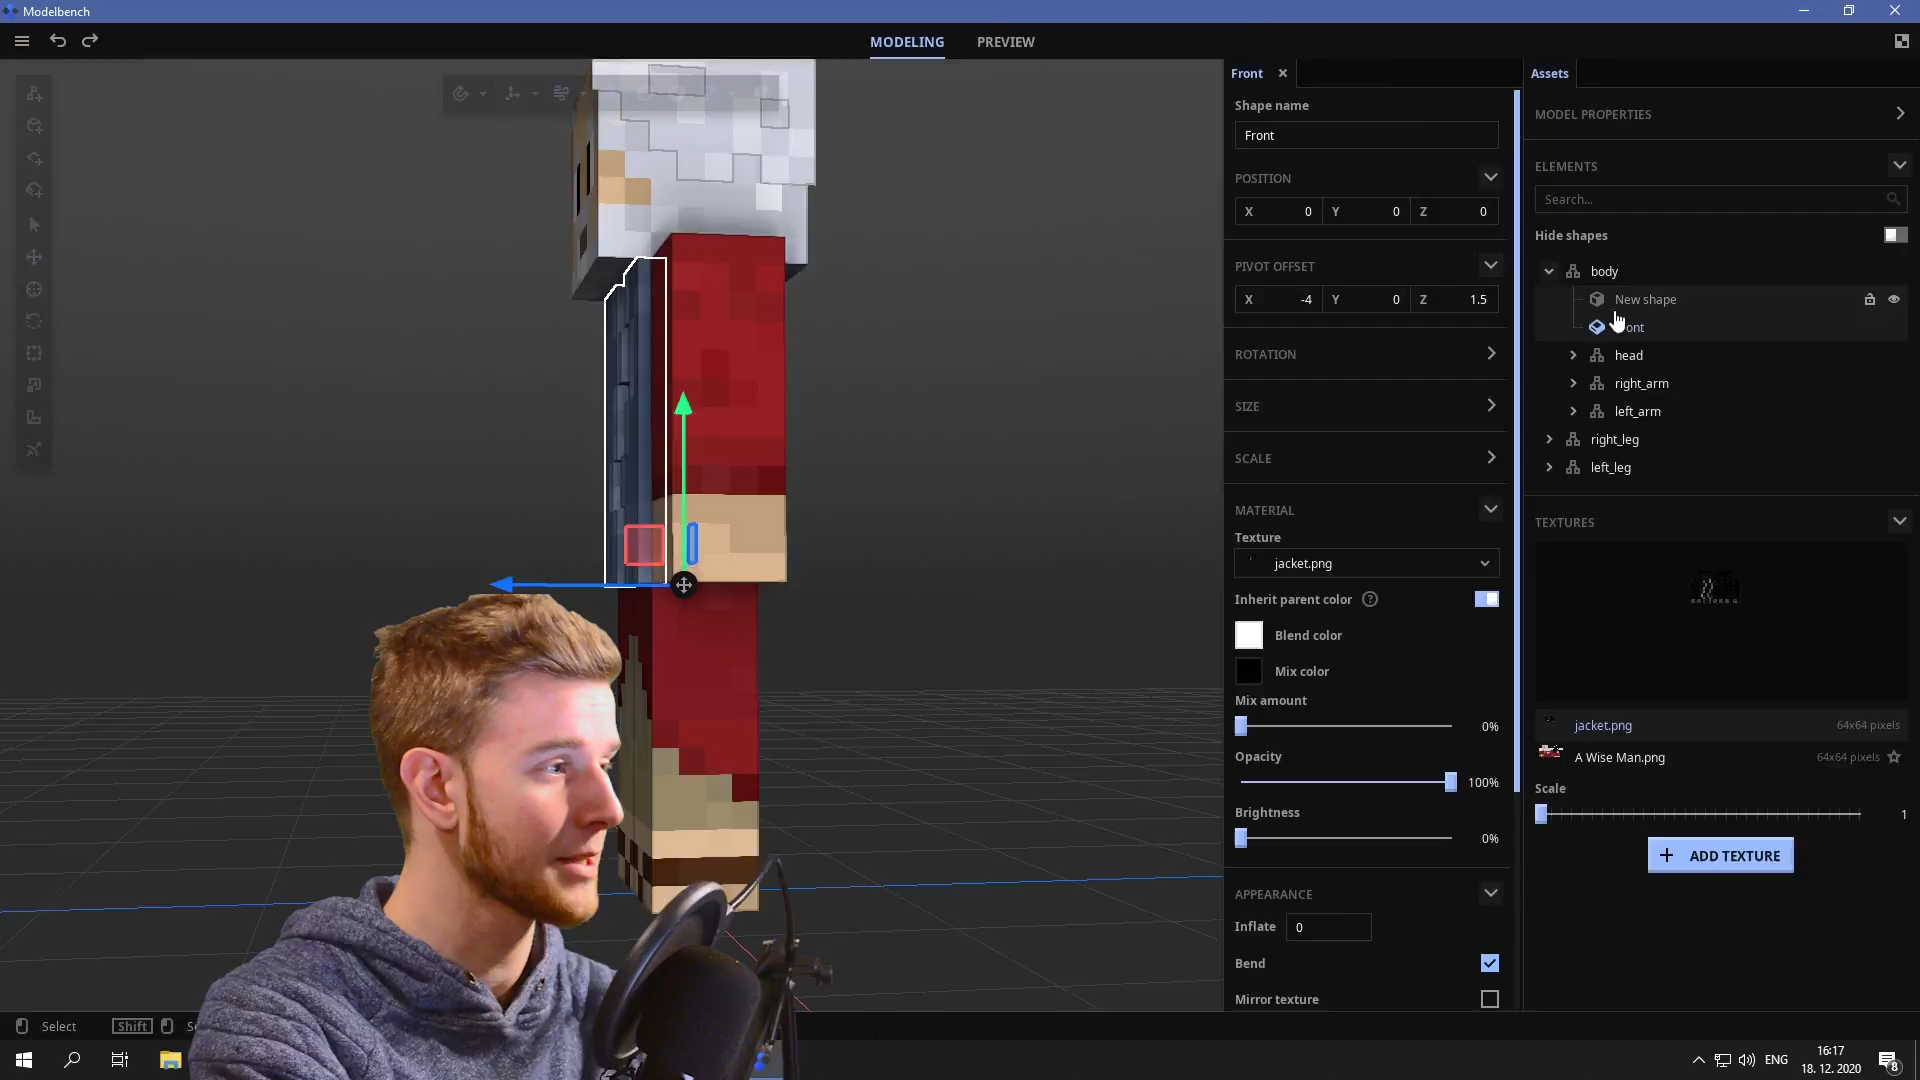 Modelbench
MODELING
PREVIEW
Front
Shape name
Front
POSITION
X 0 Y 0 Z 0
PIVOT OFFSET
X -4 Y 0 Z 1.5
ROTATION
SIZE
SCALE
MATERIAL
Texture
jacket.png
Inherit parent color
Blend color
Mix color
Mix amount
0%
Opacity
100%
Brightness
0%
APPEARANCE
Inflate 0
Bend
Mirror texture
Assets
MODEL PROPERTIES
ELEMENTS
Search...
Hide shapes
body
New shape
head
right_arm
left_arm
right_leg
left_leg
TEXTURES
jacket.png 64x64 pixels
A Wise Man.png 64x64 pixels
Scale
1
+ ADD TEXTURE
Select Shift
ENG
16:17
18. 12. 2020
8